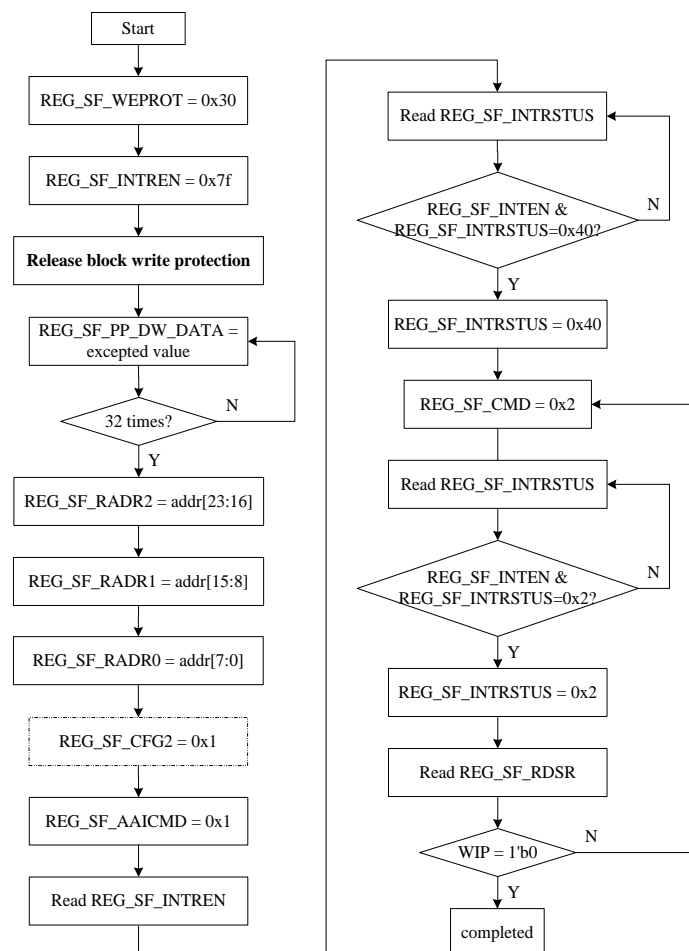 Start
REG_SF_WEPROT = 0x30
REG_SF_INTREN = 0x7f
Release block write protection
REG_SF_PP_DW_DATA =
excepted value
32 times?
N
Y
REG_SF_RADR2 = addr[23:16]
REG_SF_RADR1 = addr[15:8]
REG_SF_RADR0 = addr[7:0]
REG_SF_CFG2 = 0x1
REG_SF_AAICMD = 0x1
Read REG_SF_INTREN
Read REG_SF_INTRSTUS
REG_SF_INTEN &
REG_SF_INTRSTUS=0x40?
N
Y
REG_SF_INTRSTUS = 0x40
REG_SF_CMD = 0x2
Read REG_SF_INTRSTUS
REG_SF_INTEN &
REG_SF_INTRSTUS=0x2?
N
Y
REG_SF_INTRSTUS = 0x2
Read REG_SF_RDSR
WIP = 1'b0
N
Y
completed